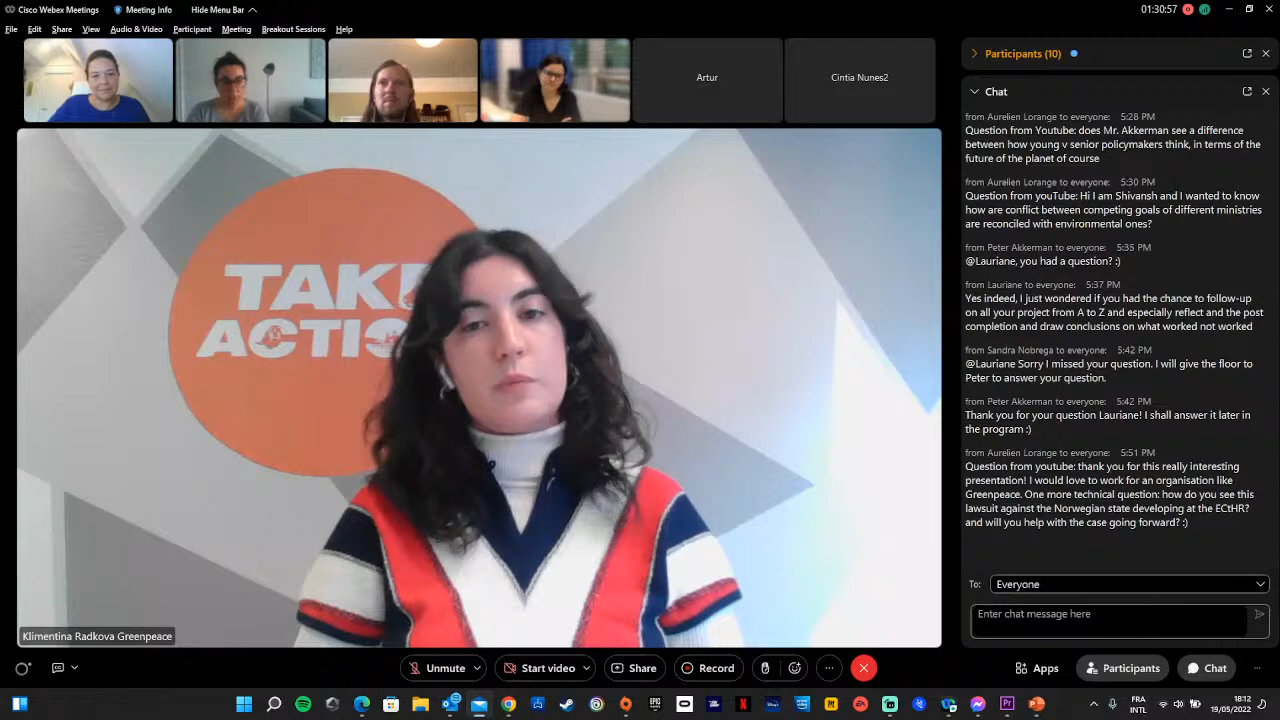 Cisco Webex Meetings
Meeting Info
Hide Menu Bar
01:30:57
File Edit Share View Audio & Video Participant Meeting Breakout Sessions Help
Artur
Cintia Nunes2
TAK
ACTIO
Klimentina Radkova Greenpeace
Participants (10)
Chat
from Aurelien Lorange to everyone: 5:28 PM
Question from Youtube: does Mr. Akkerman see a difference
between how young v senior policymakers think, in terms of the
future of the planet of course
from Aurelien Lorange to everyone: 5:30 PM
Question from youTube: Hi I am Shivansh and I wanted to know
how are conflict between competing goals of different ministries
are reconciled with environmental ones?
from Peter Akkerman to everyone: 5:35 PM
@Lauriane, you had a question? :)
from Lauriane to everyone: 5:37 PM
Yes indeed, I just wondered if you had the chance to follow-up
on all your project from A to Z and especially reflect and the post
completion and draw conclusions on what worked not worked
from Sandra Nobrega to everyone: 5:42 PM
@Lauriane Sorry I missed your question. I will give the floor to
Peter to answer your question.
from Peter Akkerman to everyone: 5:42 PM
Thank you for your question Lauriane! I shall answer it later in
the program :)
from Aurelien Lorange to everyone: 5:51 PM
Question from youtube: thank you for this really interesting
presentation! I would love to work for an organisation like
Greenpeace. One more technical question: how do you see this
lawsuit against the Norwegian state developing at the ECtHR?
and will you help with the case going forward? :)
To: Everyone
Enter chat message here
Unmute
Start video
Share
Record
Apps
Participants
Chat
FRA
INTL
18:12
19/05/2022